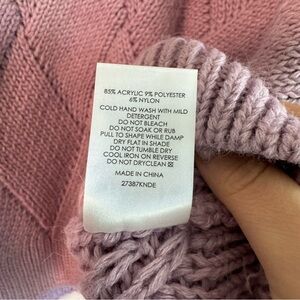 85% ACRYLIC 9% POLYESTER
6% NYLON
COLD HAND WASH WITH MILD
DETERGENT
DO NOT BLEACH
DO NOT SOAK OR RUB
PULL TO SHAPE WHILE DAMP
DRY FLAT IN SHADE
DO NOT TUMBLE DRY
COOL IRON ON REVERSE
DO NOT DRYCLEAN
MADE IN CHINA
27387KNDE